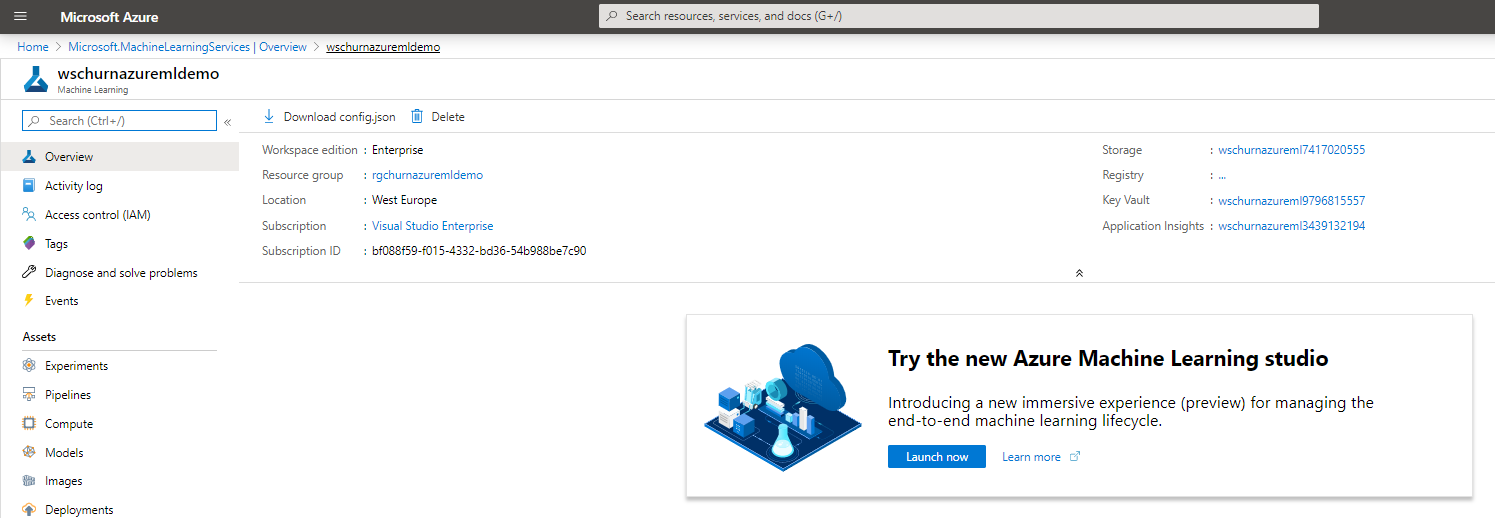 Microsoft Azure
Search resources, services, and docs (G+/)
Home > Microsoft.MachineLearningServices | Overview > wschurnazuremldemo
wschurnazuremldemo
Machine Learning
Search (Ctrl+/)
«
Overview
Activity log
Access control (IAM)
Tags
Diagnose and solve problems
Events
Assets
Experiments
Pipelines
Compute
Models
Images
Deployments
Download config.json Delete
Workspace edition : Enterprise
Resource group : rgchurnazuremldemo
Location : West Europe
Subscription : Visual Studio Enterprise
Subscription ID : bf088f59-f015-4332-bd36-54b988be7c90
Storage : wschurnazureml7417020555
Registry : ...
Key Vault : wschurnazureml9796815557
Application Insights : wschurnazureml3439132194
Try the new Azure Machine Learning studio
Introducing a new immersive experience (preview) for managing the
end-to-end machine learning lifecycle.
Launch now Learn more